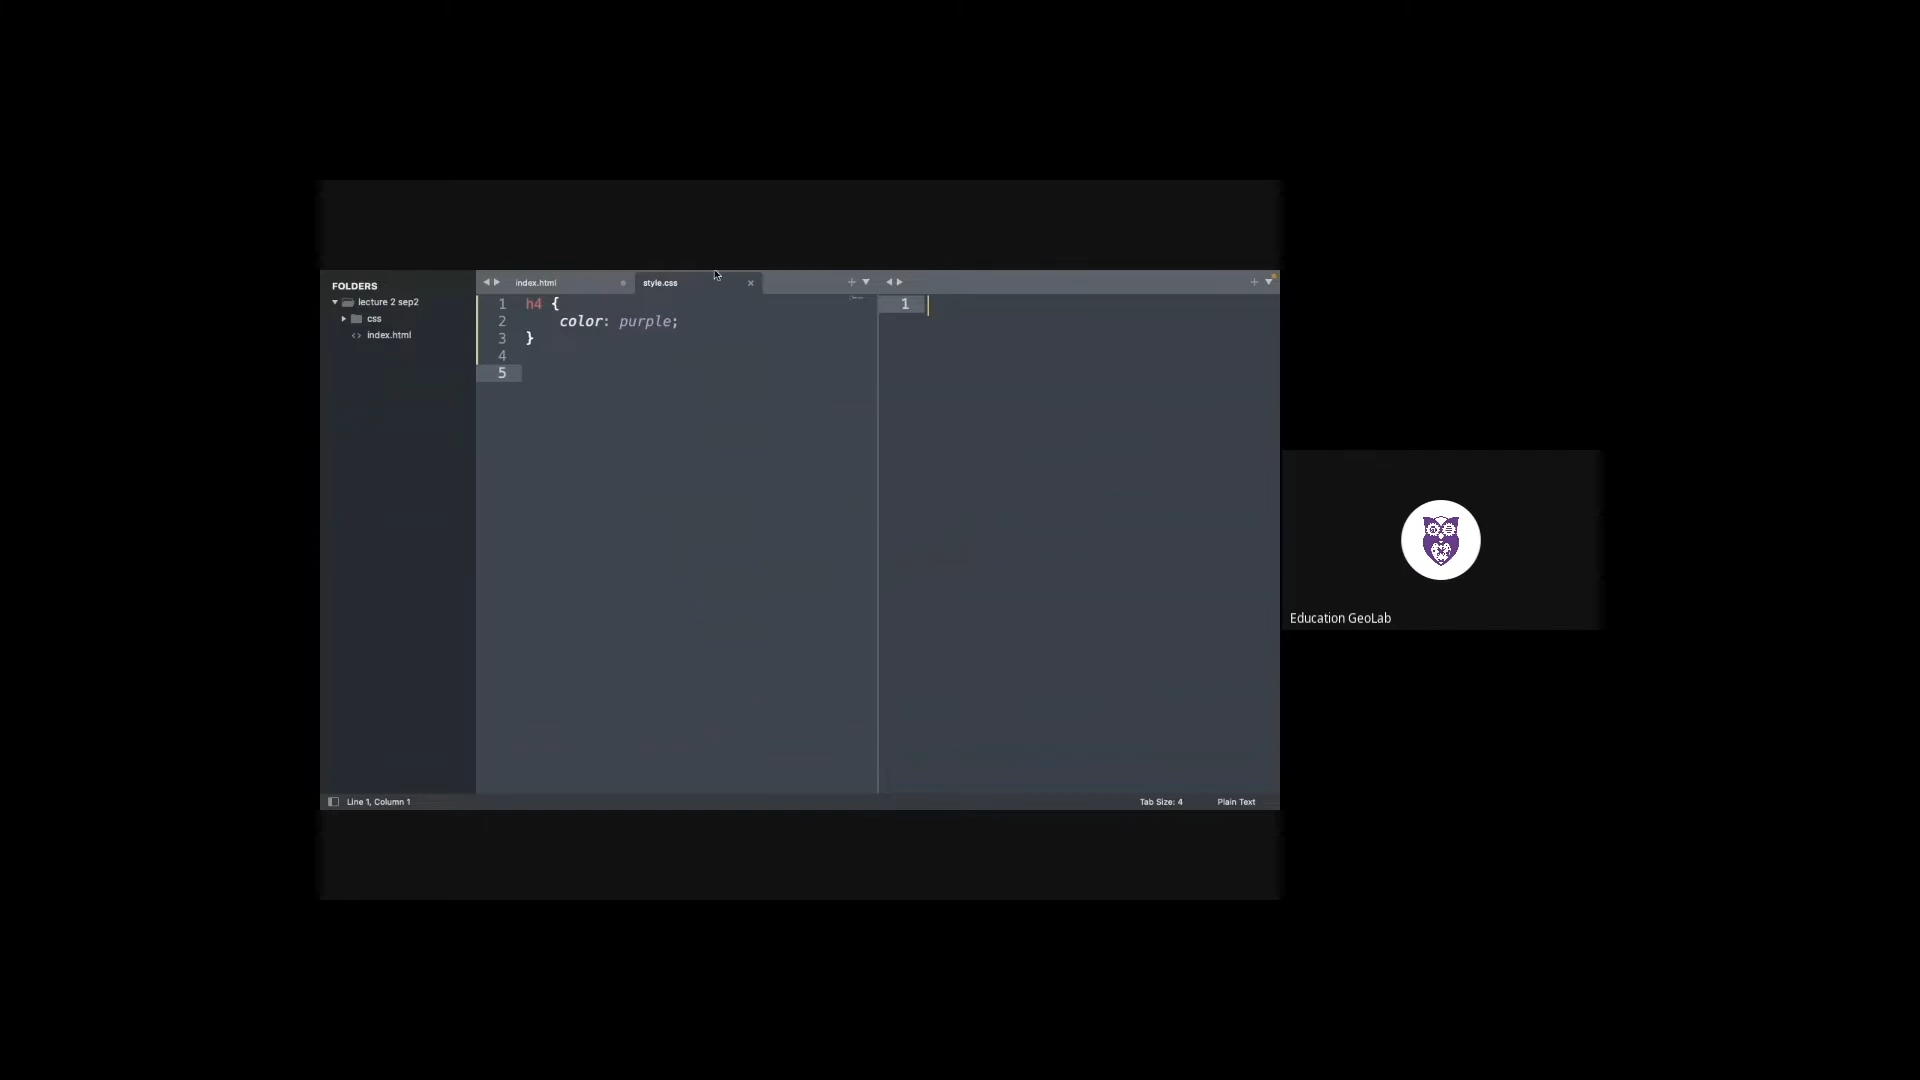 FOLDERS
lecture 2 sep2
css
index.html
index.html
style.css
1 h4 {
2 color: purple;
3 }
4
5
1
Line 1, Column 1
Tab Size: 4
Plain Text
Education GeoLab